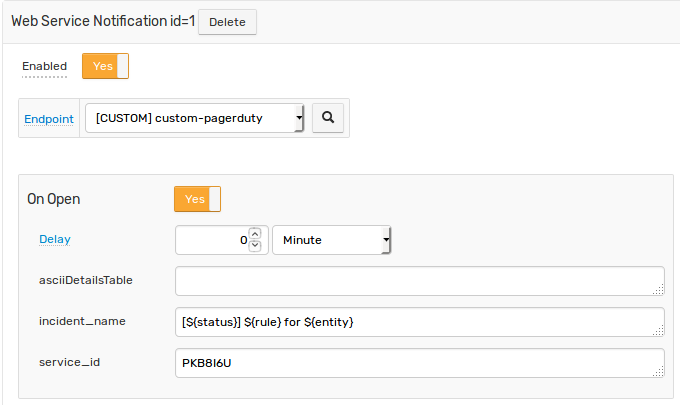 Web Service Notification id=1 Delete
Enabled Yes
Endpoint [CUSTOM] custom-pagerduty
On Open Yes
Delay 0 Minute
asciiDetailsTable
incident_name [${status}] ${rule} for ${entity}
service_id PKB8I6U